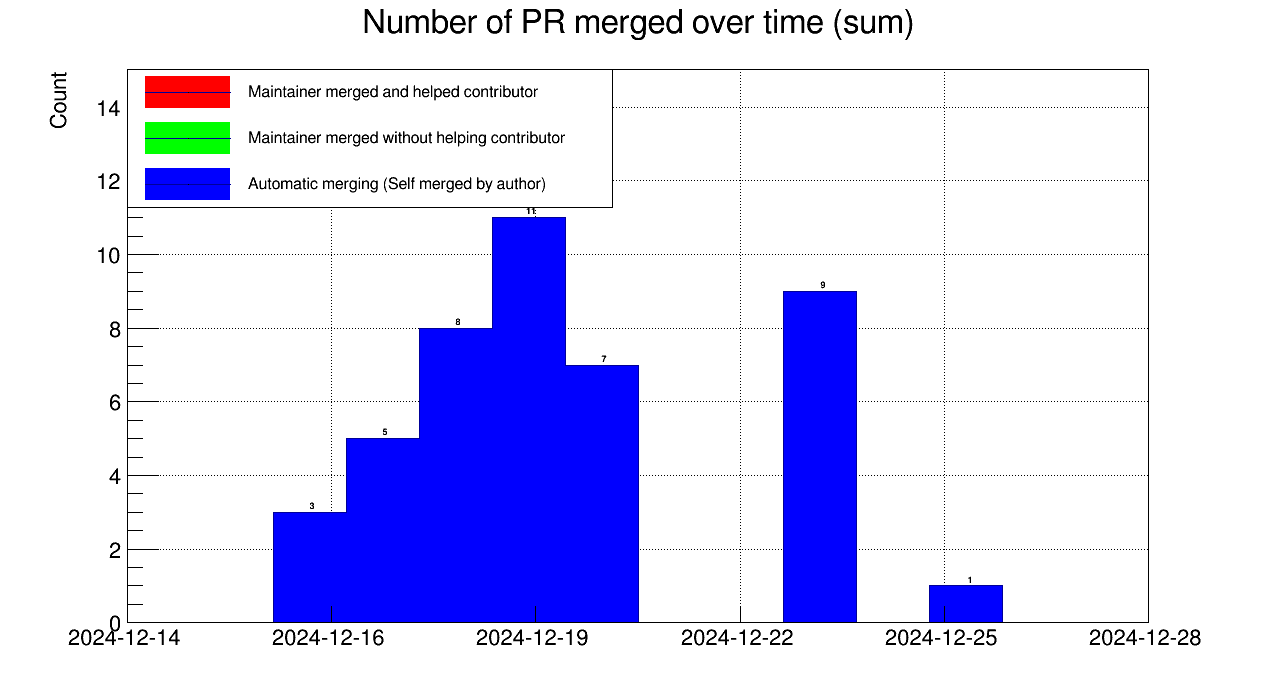 Number of PR merged over time (sum)
Count
Maintainer merged and helped contributor
Maintainer merged without helping contributor
Automatic merging (Self merged by author)
14
12
10
8
6
4
2
0
3
5
8
11
7
9
1
2024-12-14 2024-12-16 2024-12-19 2024-12-22 2024-12-25 2024-12-28